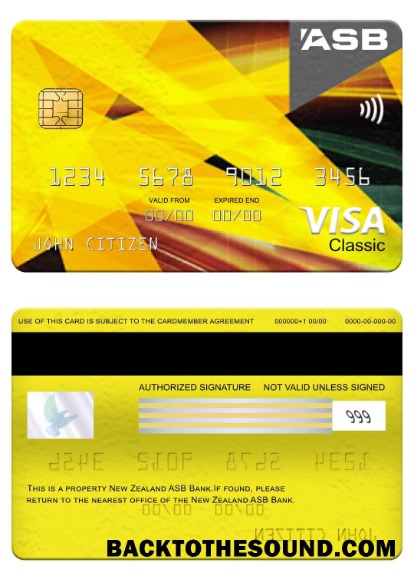 ASB
1234 5678 9012 3456
VALID FROM EXPIRED END
00/00 00/00
VISA
JOHN CITIZEN
Classic
USE OF THIS CARD IS SUBJECT TO THE CARDMEMBER AGREEMENT 000000+1 00/00 0000-00-000-00
AUTHORIZED SIGNATURE NOT VALID UNLESS SIGNED
999
THIS IS A PROPERTY NEW ZEALAND ASB BANK.IF FOUND, PLEASE
RETURN TO THE NEAREST OFFICE OF THE NEW ZEALAND ASB BANK.
BACKTOTHESOUND.COM